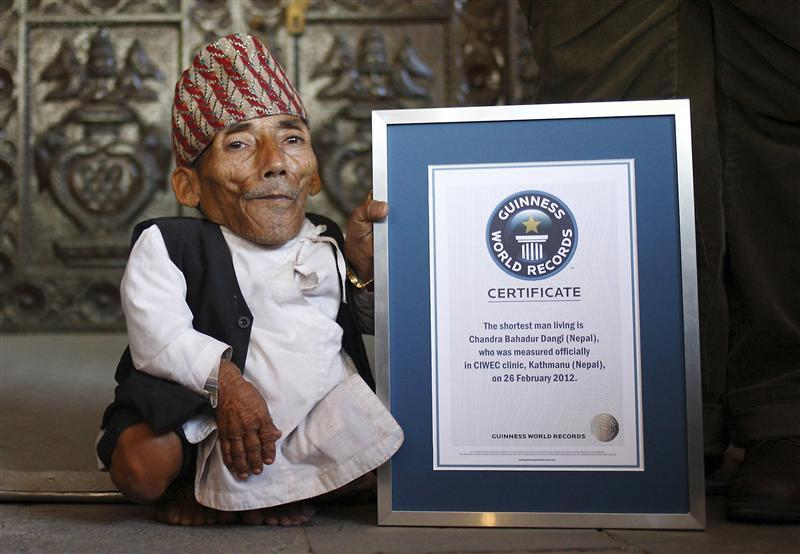 GUINNESS
WORLD RECORDS
CERTIFICATE
The shortest man living is
Chandra Bahadur Dangi (Nepal),
who was measured officially
in CIWEC clinic, Kathmanu (Nepal),
on 26 February 2012.
GUINNESS WORLD RECORDS